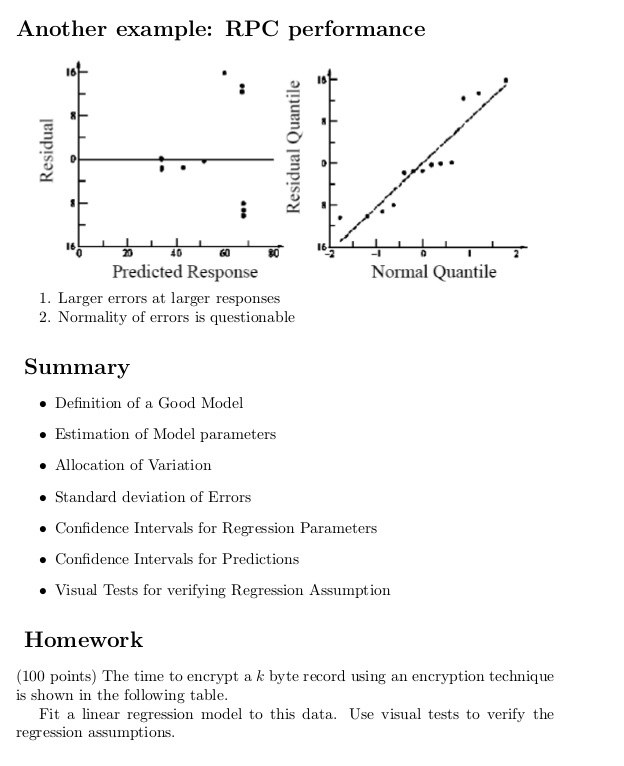 Another example: RPC performance
16
8
0
8
16
0 20 40 60 80
Residual
Predicted Response
16
8
0
8
16
-2 -1 0 1 2
Residual Quantile
Normal Quantile
1. Larger errors at larger responses
2. Normality of errors is questionable
Summary
• Definition of a Good Model
• Estimation of Model parameters
• Allocation of Variation
• Standard deviation of Errors
• Confidence Intervals for Regression Parameters
• Confidence Intervals for Predictions
• Visual Tests for verifying Regression Assumption
Homework
(100 points) The time to encrypt a k byte record using an encryption technique
is shown in the following table.
Fit a linear regression model to this data. Use visual tests to verify the
regression assumptions.